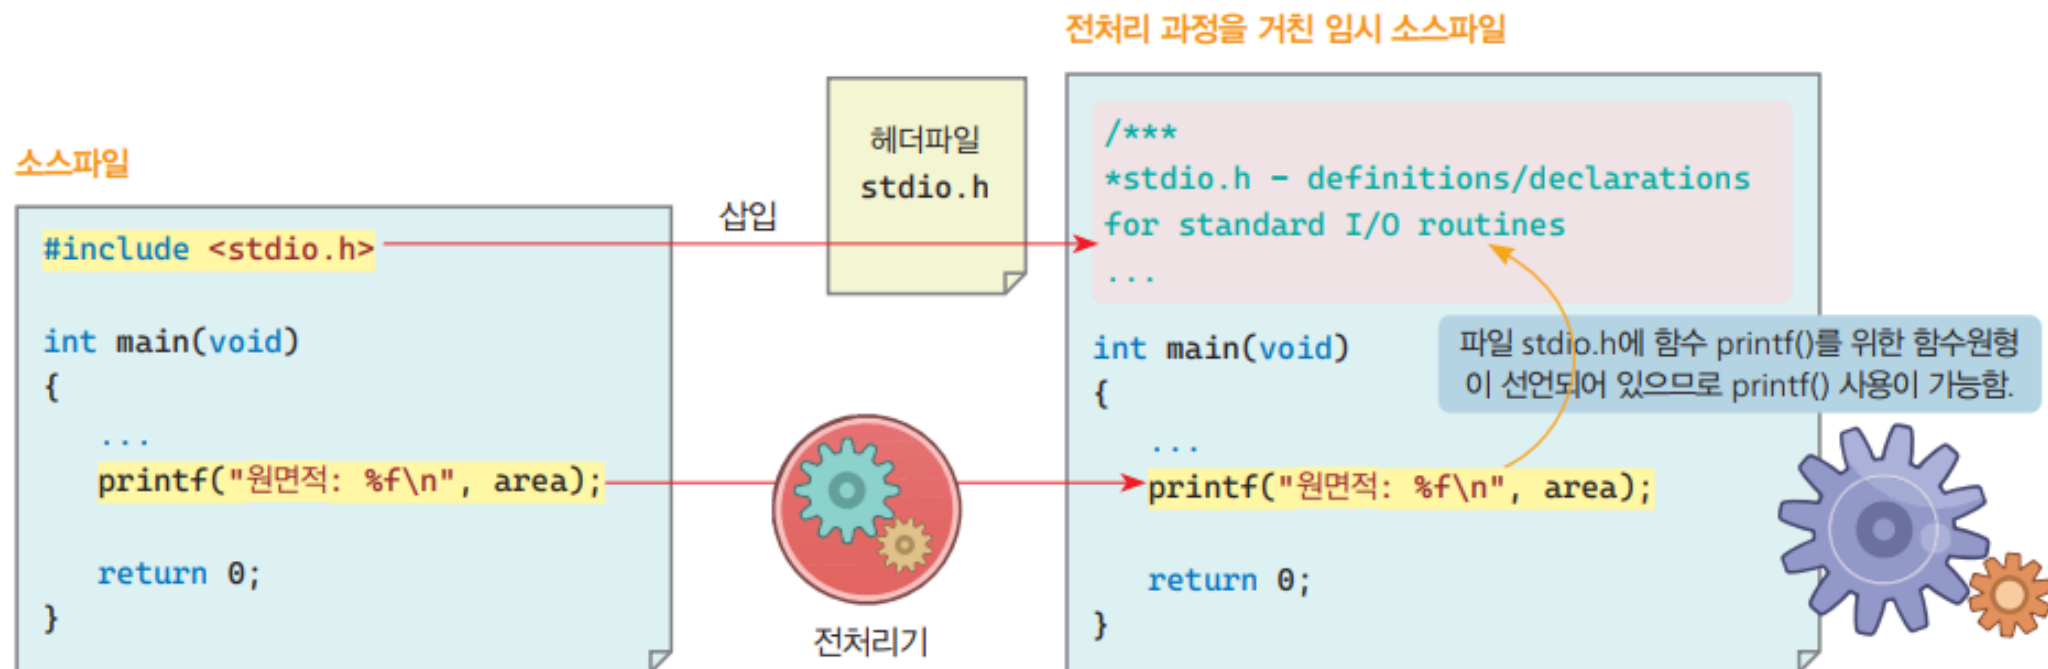 소스파일
#include <stdio.h>
int main(void)
{
...
printf("원면적: %f\n", area);
return 0;
}
삽입
헤더파일
stdio.h
전처리기
전처리 과정을 거친 임시 소스파일
/***
*stdio.h – definitions/declarations
for standard I/O routines
...
int main(void)
{
...
printf("원면적: %f\n", area);
return 0;
}
파일 stdio.h에 함수 printf()를 위한 함수원형
이 선언되어 있으므로 printf() 사용이 가능함.